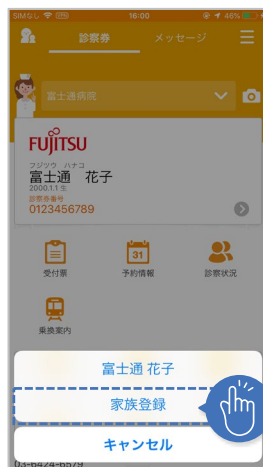 SIMなし 16:00 46%
診察券 メッセージ
富士通病院
FUJITSU
フジツウ ハナコ
富士通 花子
2000.1.1 生
診察券番号
0123456789
31
受付票 予約情報 診察状況
乗換案内
富士通 花子
家族登録
キャンセル
03-6424-6579